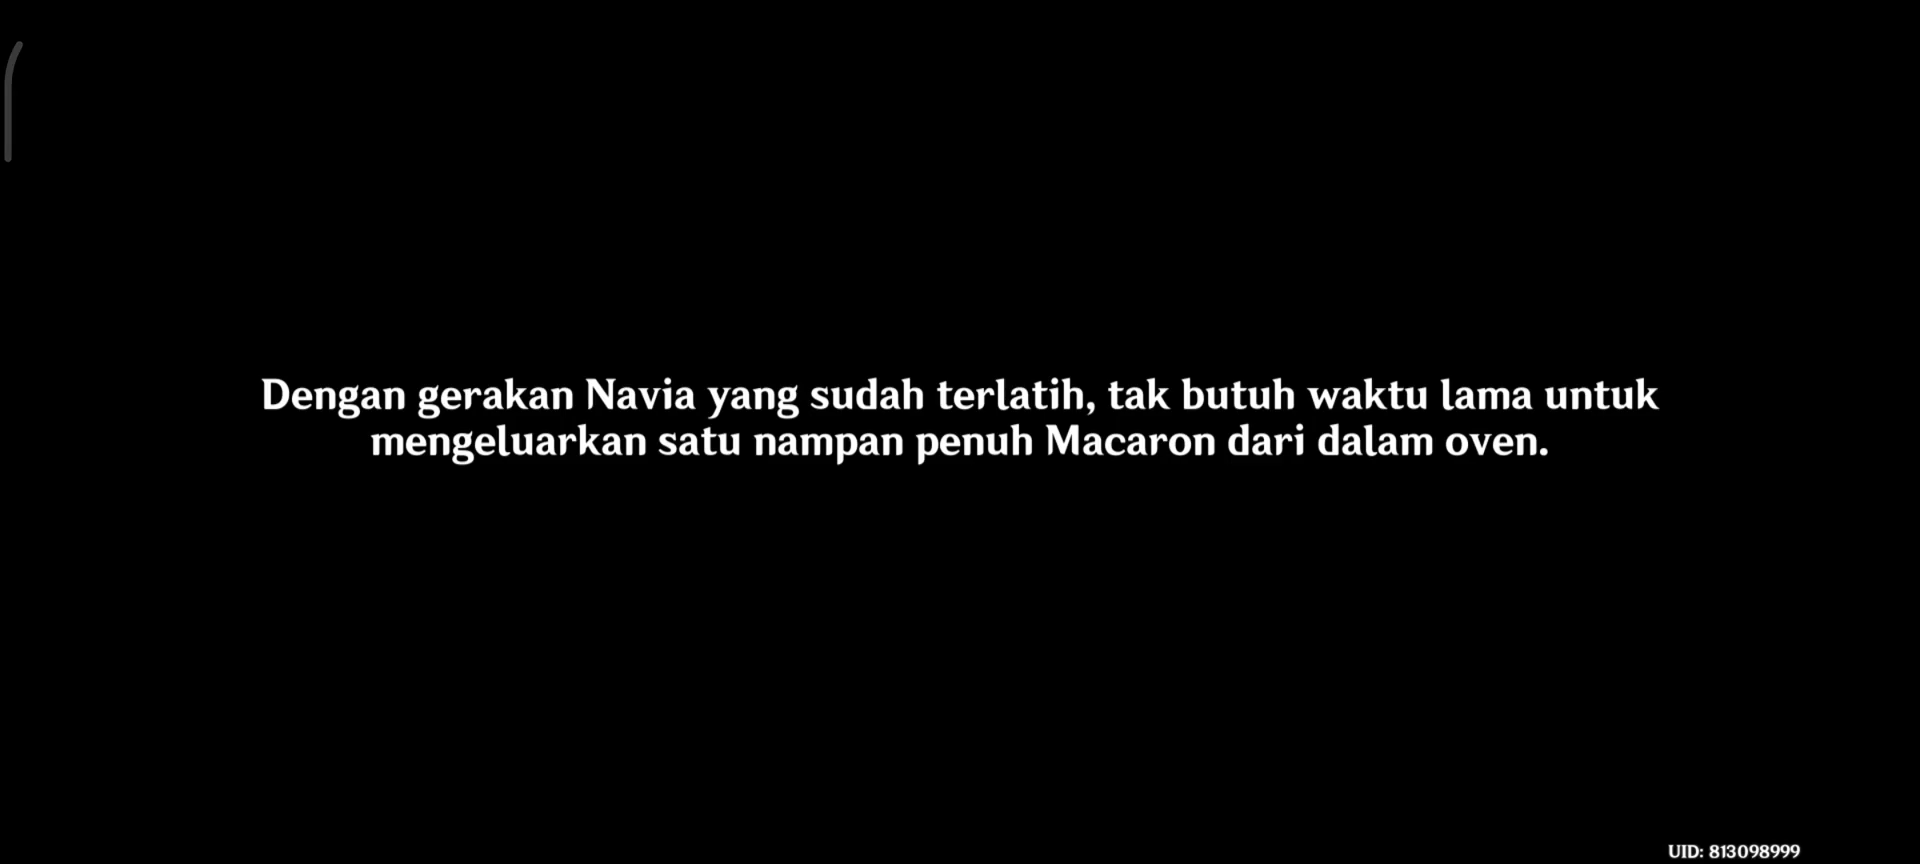 Dengan gerakan Navia yang sudah terlatih, tak butuh waktu lama untuk
mengeluarkan satu nampan penuh Macaron dari dalam oven.
UID: 813098999